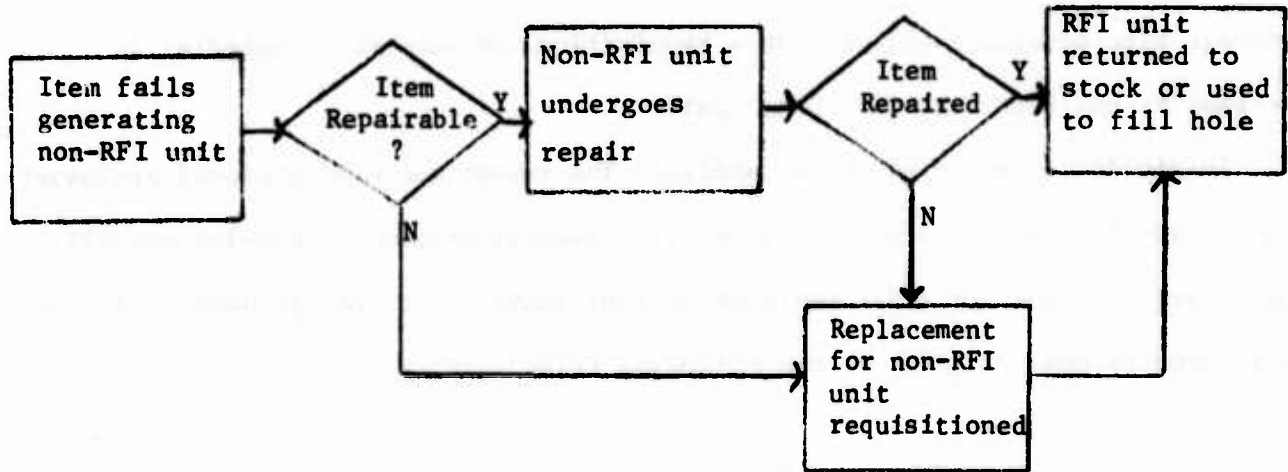 Item fails
generating
non-RFI unit
Item
Repairable
?
Y
N
Non-RFI unit
undergoes
repair
Item
Repaired
Y
N
RFI unit
returned to
stock or used
to fill hole
Replacement
for non-RFI
unit
requisitioned